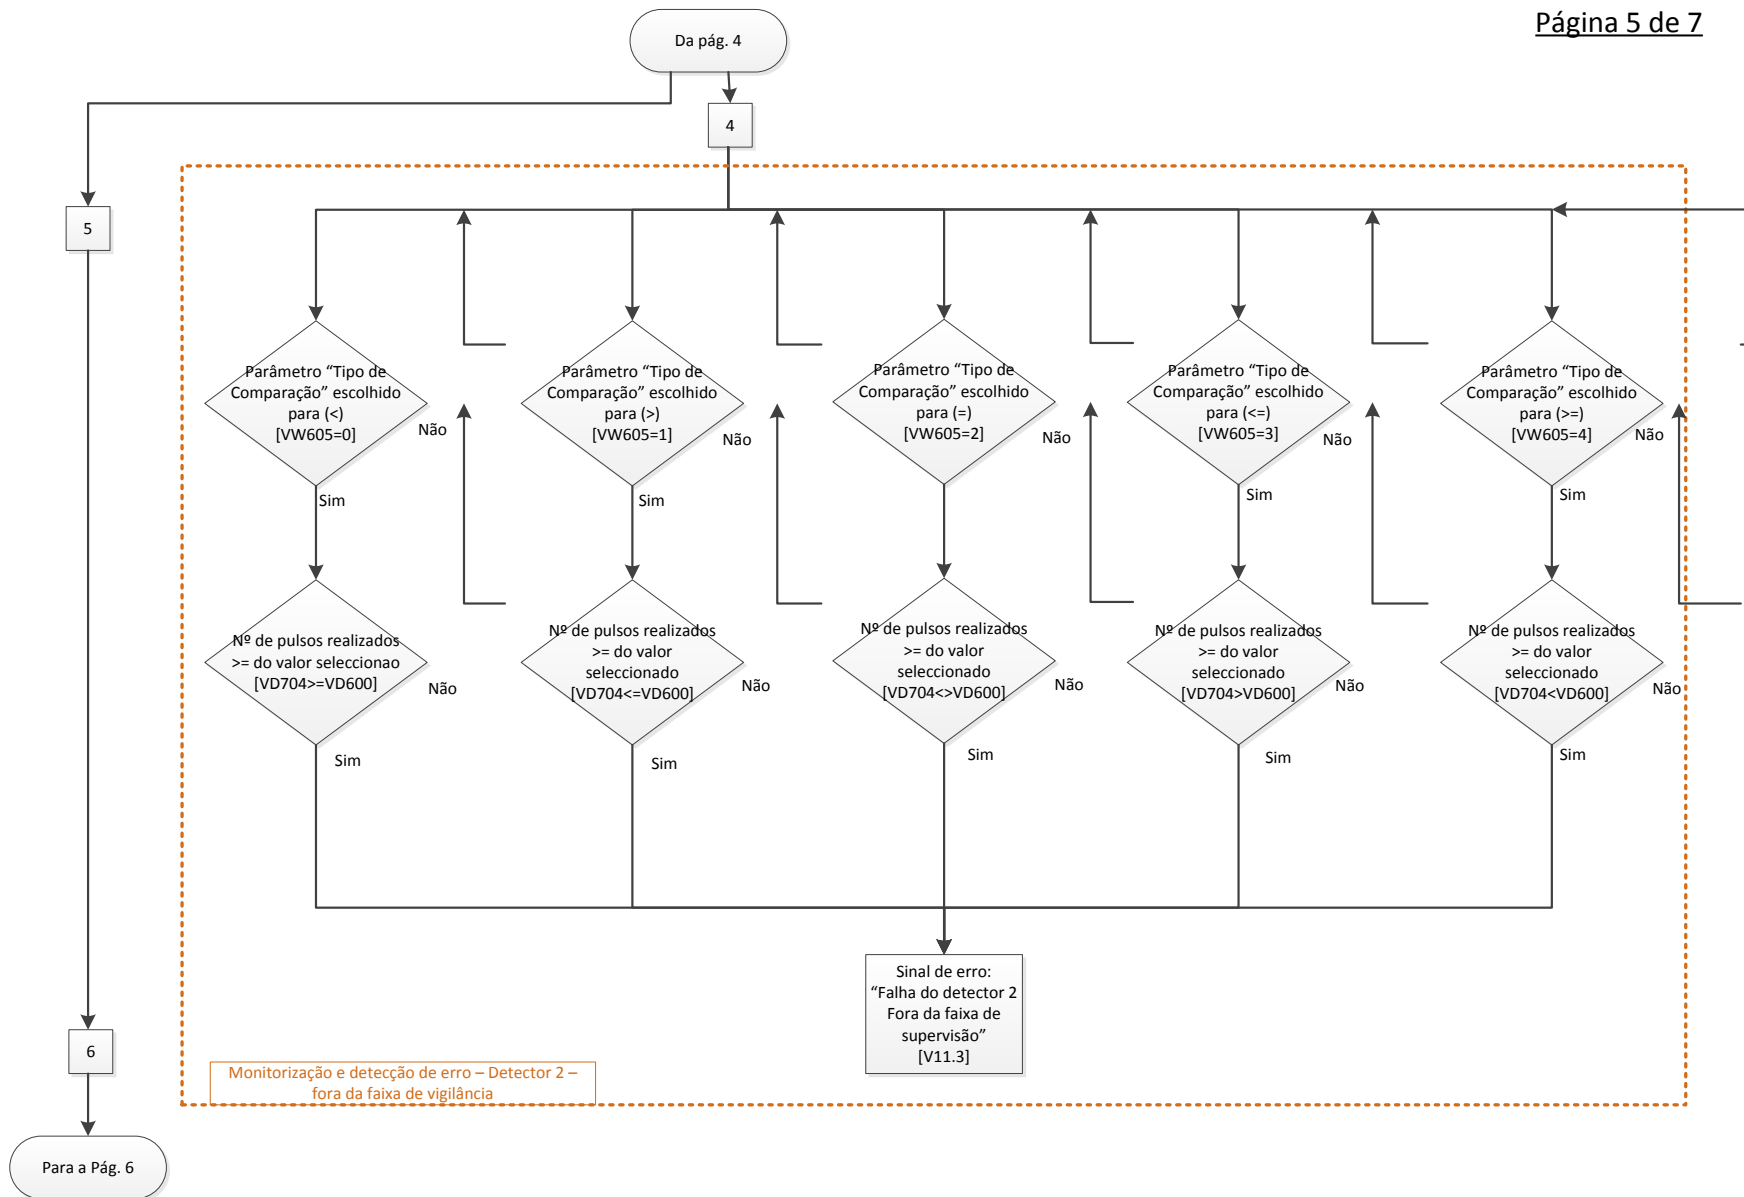 Página 5 de 7
Da pág. 4
4
5
Parâmetro “Tipo de
Comparação” escolhido
para (<)
[VW605=0]
Não
Sim
Parâmetro “Tipo de
Comparação” escolhido
para (>)
[VW605=1]
Não
Sim
Parâmetro “Tipo de
Comparação” escolhido
para (=)
[VW605=2]
Não
Parâmetro “Tipo de
Comparação” escolhido
para (<=)
[VW605=3]
Não
Sim
Parâmetro “Tipo de
Comparação” escolhido
para (>=)
[VW605=4]
Não
Sim
Nº de pulsos realizados
>= do valor seleccionao
[VD704>=VD600]
Não
Sim
Nº de pulsos realizados
>= do valor
seleccionado
[VD704<=VD600]
Não
Sim
Nº de pulsos realizados
>= do valor
seleccionado
[VD704<>VD600]
Não
Sim
Nº de pulsos realizados
>= do valor
seleccionado
[VD704>VD600]
Não
Sim
Nº de pulsos realizados
>= do valor
seleccionado
[VD704<VD600]
Não
Sim
Sinal de erro:
“Falha do detector 2
Fora da faixa de
supervisão”
[V11.3]
6
Monitorização e detecção de erro – Detector 2 –
fora da faixa de vigilância
Para a Pág. 6